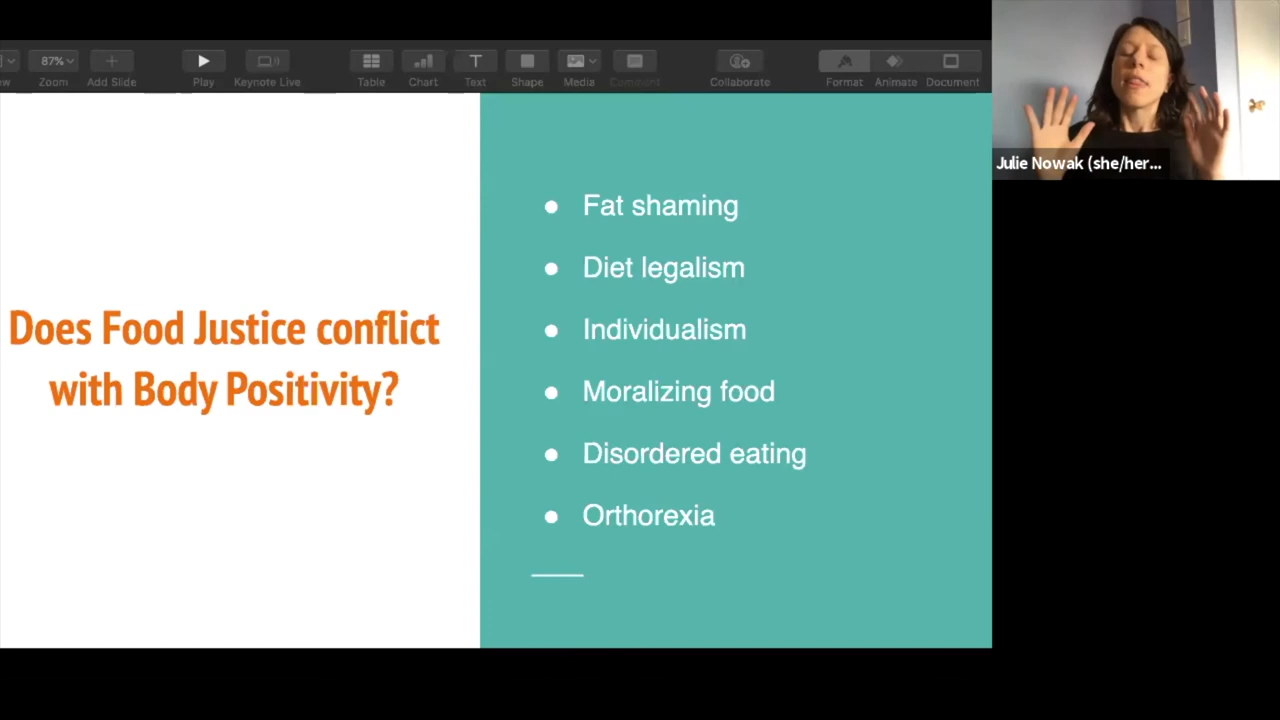 w
87%
Zoom
Add Slide
Play
Keynote Live
Table
Chart
T
Text
Shape
Media
Comment
Collaborate
Format
Animate
Document
Julie Nowak (she/her...
Does Food Justice conflict
with Body Positivity?
● Fat shaming
● Diet legalism
● Individualism
● Moralizing food
● Disordered eating
● Orthorexia